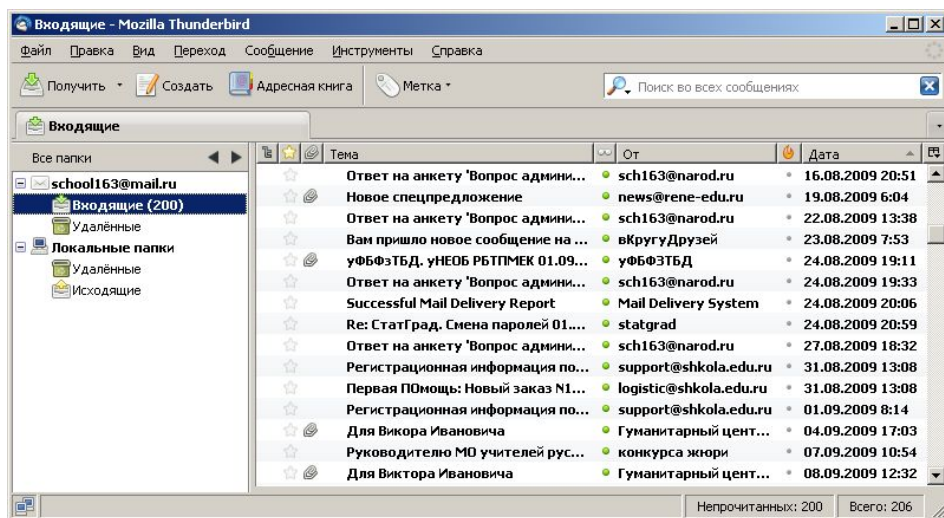 Входящие - Mozilla Thunderbird
Файл Правка Вид Переход Сообщение Инструменты Справка
Получить Создать Адресная книга Метка Поиск во всех сообщениях
Входящие
Все папки Тема От Дата
school163@mail.ru
Входящие (200)
Удалённые
Локальные папки
Удалённые
Исходящие
Ответ на анкету 'Вопрос админи... sch163@narod.ru 16.08.2009 20:51
Новое спецпредложение news@rene-edu.ru 19.08.2009 6:04
Ответ на анкету 'Вопрос админи... sch163@narod.ru 22.08.2009 13:38
Вам пришло новое сообщение на ... вКругуДрузей 23.08.2009 7:53
уФБФзТБД. уНЕОБ РБТПМЕК 01.09... уФБФЗТБД 24.08.2009 19:11
Ответ на анкету 'Вопрос админи... sch163@narod.ru 24.08.2009 19:33
Successful Mail Delivery Report Mail Delivery System 24.08.2009 20:06
Re: СтатГрад. Смена паролей 01.... statgrad 24.08.2009 20:59
Ответ на анкету 'Вопрос админи... sch163@narod.ru 27.08.2009 18:32
Регистрационная информация по... support@shkola.edu.ru 31.08.2009 13:08
Первая ПОмощь: Новый заказ N1... logistic@shkola.edu.ru 31.08.2009 13:08
Регистрационная информация по... support@shkola.edu.ru 01.09.2009 8:14
Для Викора Ивановича Гуманитарный цент... 04.09.2009 17:03
Руководителю МО учителей рус... конкурса жюри 07.09.2009 10:54
Для Виктора Ивановича Гуманитарный цент... 08.09.2009 12:32
Непрочитанных: 200 Всего: 206